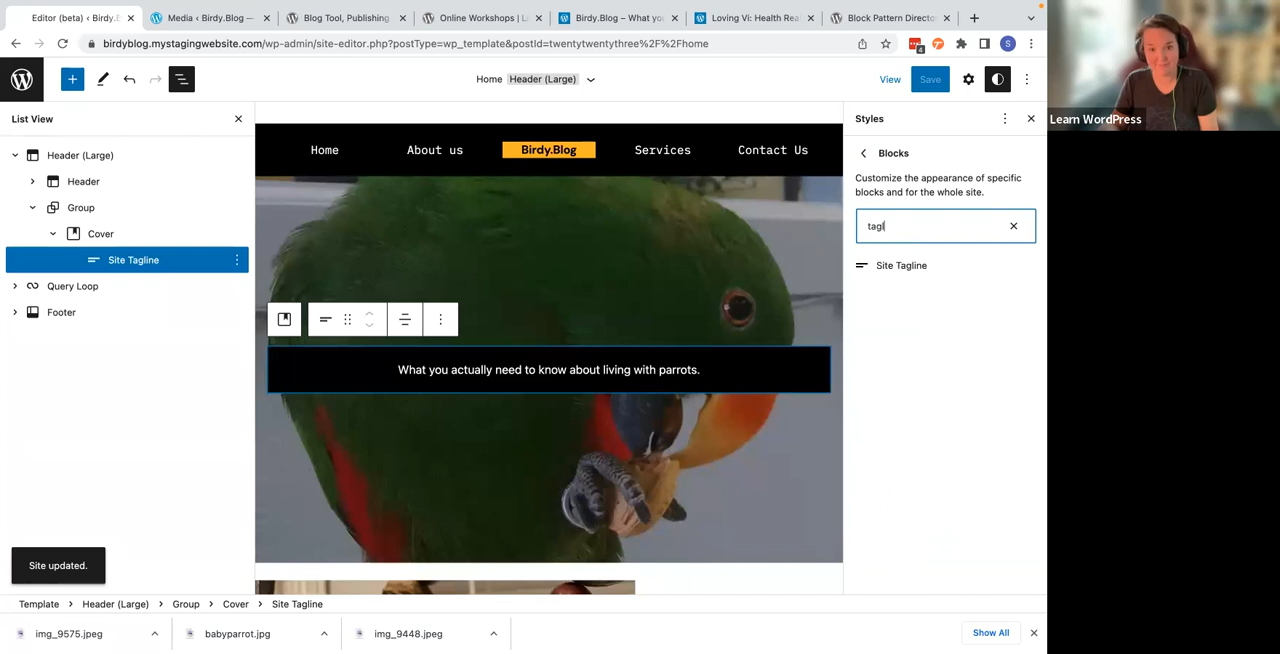 Editor (beta) ‹ Birdy.B
Media ‹ Birdy.Blog —
Blog Tool, Publishing
Online Workshops | L
Birdy.Blog – What you
Loving Vi: Health Rea
Block Pattern Director
birdyblog.mystagingwebsite.com/wp-admin/site-editor.php?postType=wp_template&postId=twentytwentythree%2F%2Fhome
4
S
Home Header (Large)
View
Save
List View
Header (Large)
Header
Group
Cover
Site Tagline
Query Loop
Footer
Site updated.
Home
About us
Birdy.Blog
Services
Contact Us
What you actually need to know about living with parrots.
Styles
Blocks
Customize the appearance of specific
blocks and for the whole site.
tagl
Site Tagline
Learn WordPress
Template > Header (Large) > Group > Cover > Site Tagline
img_9575.jpeg
babyparrot.jpg
img_9448.jpeg
Show All